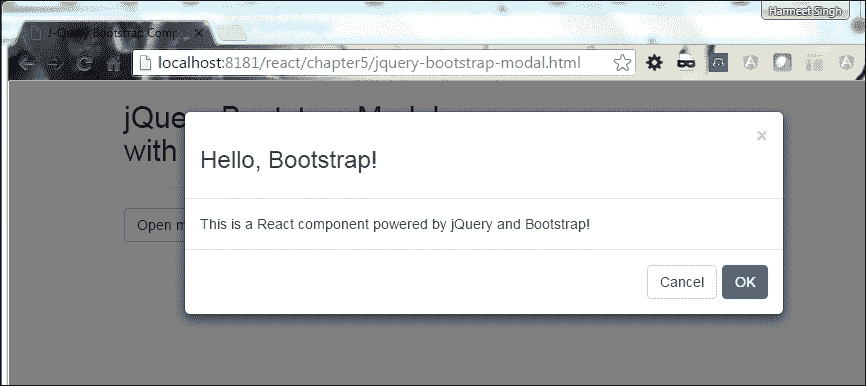 Harmeet Singh
J-Query Bootstrap Comp
localhost:8181/react/chapter5/jquery-bootstrap-modal.html
jQue
with
Hello, Bootstrap!
×
Open m
This is a React component powered by jQuery and Bootstrap!
Cancel
OK